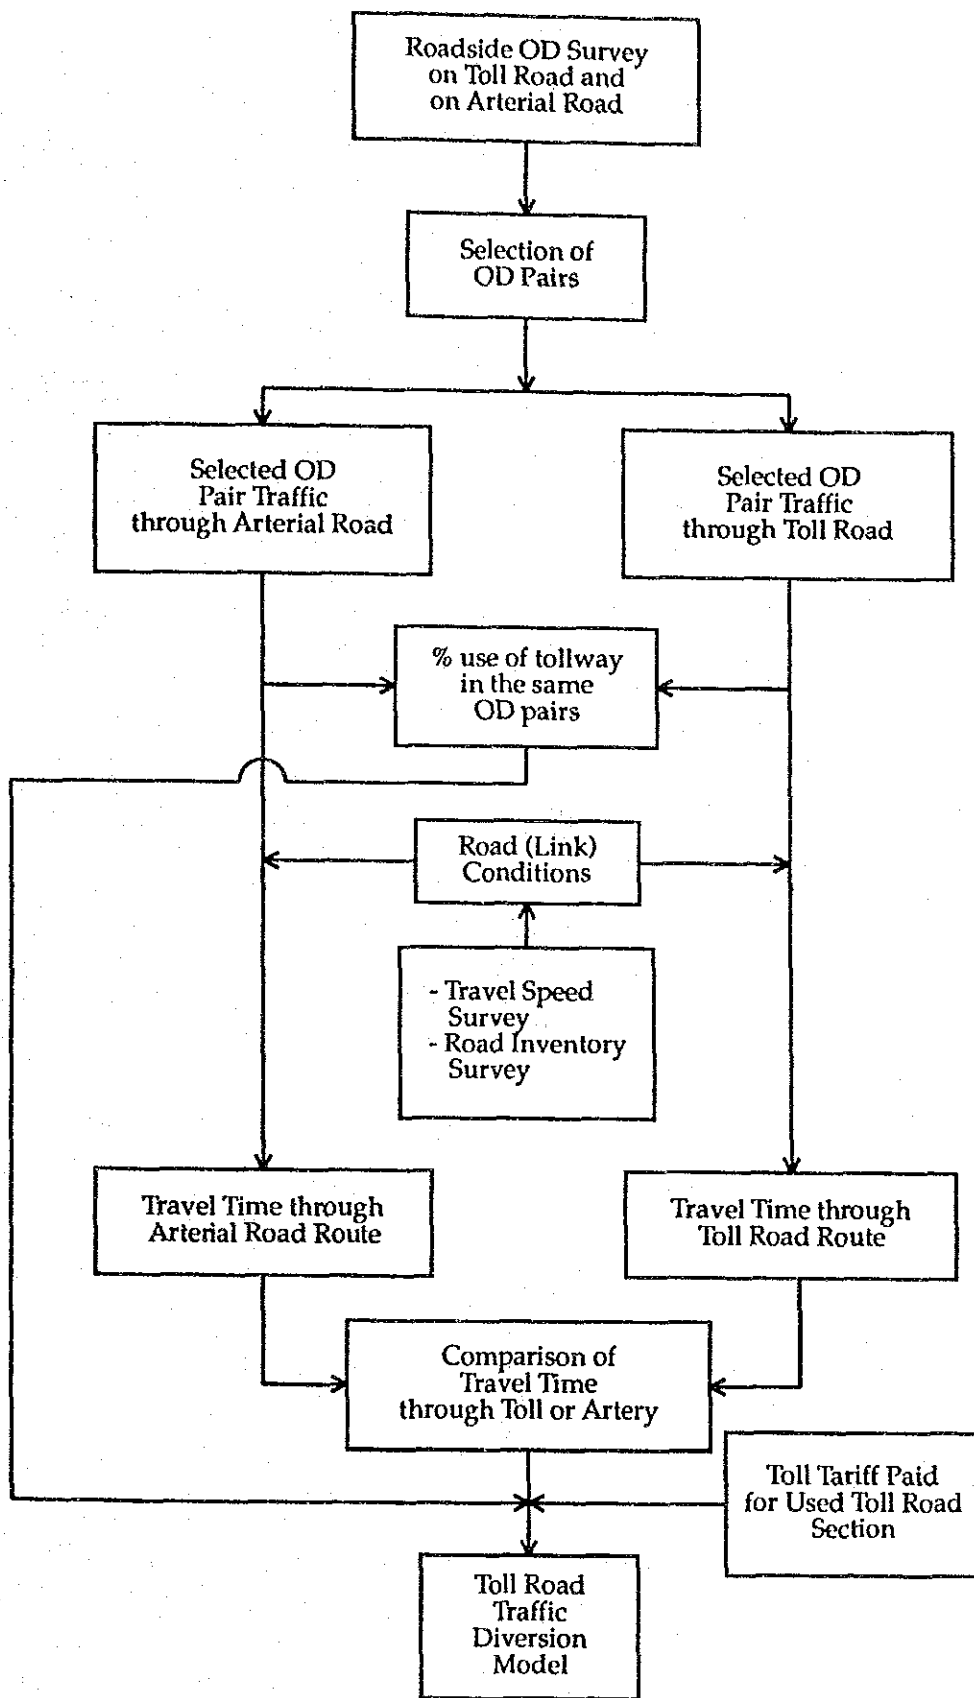 Roadside OD Survey
on Toll Road and
on Arterial Road
Selection of
OD Pairs
Selected OD
Pair Traffic
through Arterial Road
Selected OD
Pair Traffic
through Toll Road
% use of tollway
in the same
OD pairs
Road (Link)
Conditions
- Travel Speed
Survey
- Road Inventory
Survey
Travel Time through
Arterial Road Route
Travel Time through
Toll Road Route
Comparison of
Travel Time
through Toll or Artery
Toll Tariff Paid
for Used Toll Road
Section
Toll Road
Traffic
Diversion
Model